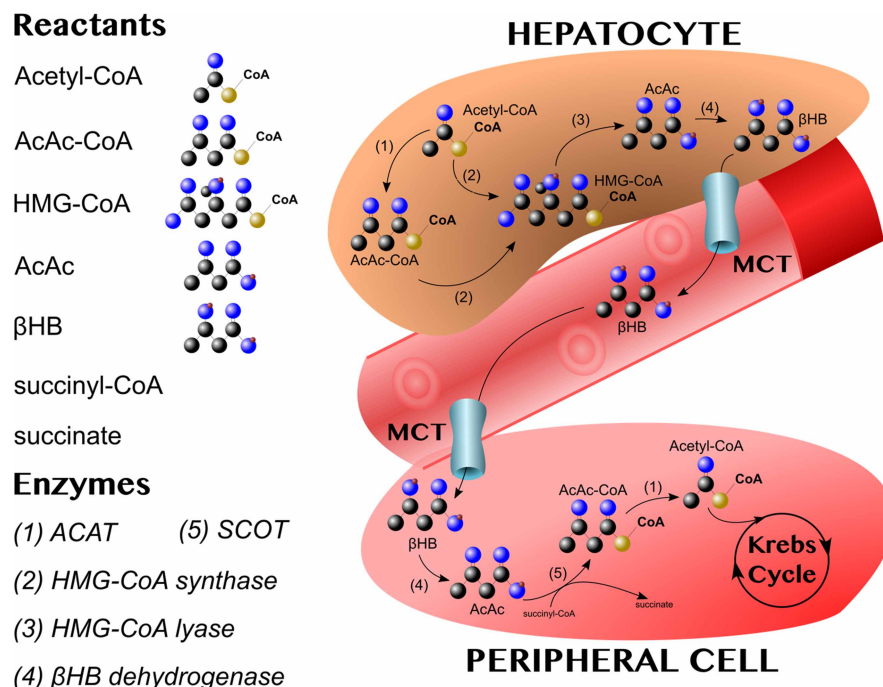 Reactants
Acetyl-CoA
CoA
AcAc-CoA
CoA
HMG-CoA
CoA
AcAc
βHB
succinyl-CoA
succinate
Enzymes
(1) ACAT
(5) SCOT
(2) HMG-CoA synthase
(3) HMG-CoA lyase
(4) βHB dehydrogenase
HEPATOCYTE
Acetyl-CoA
CoA
(1)
(2)
(3)
AcAc
(4)
βHB
HMG-CoA
CoA
CoA
AcAc-CoA
(2)
MCT
βHB
MCT
βHB
(4)
AcAc
(5)
succinyl-CoA
succinate
AcAc-CoA
CoA
(1)
Acetyl-CoA
CoA
Krebs
Cycle
PERIPHERAL CELL